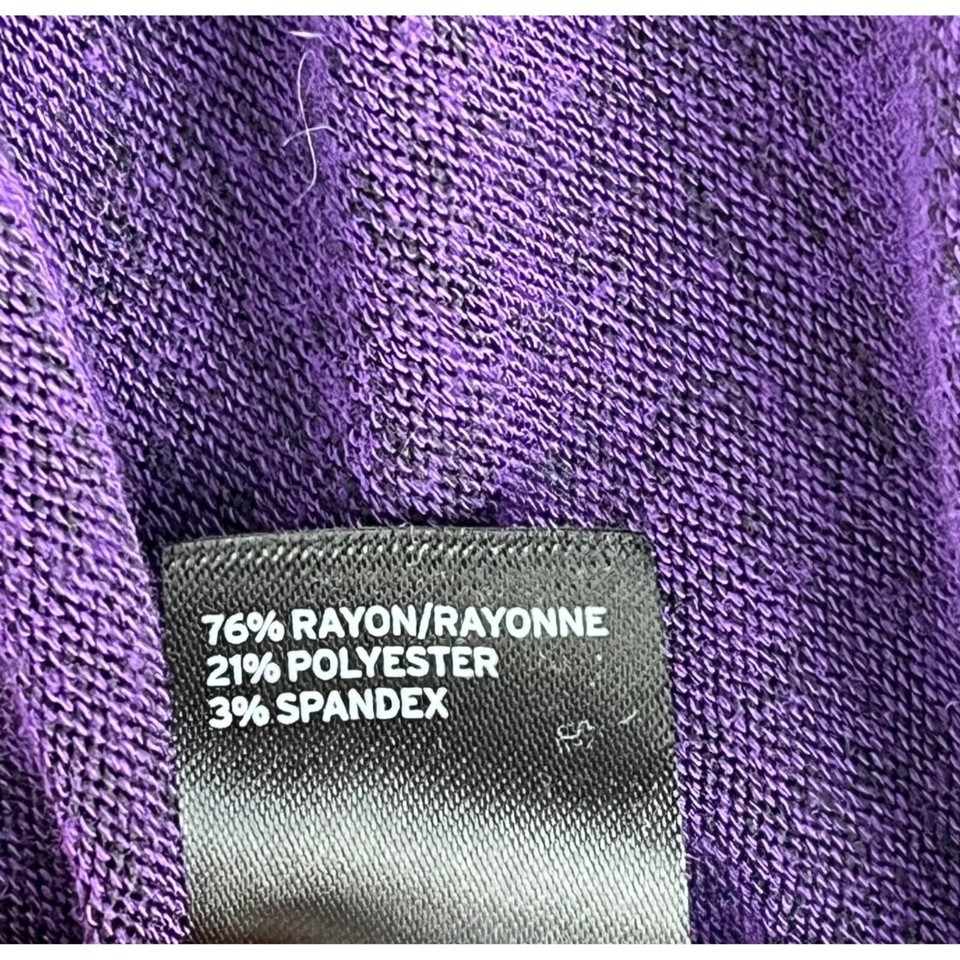 76% RAYON/RAYONNE
21% POLYESTER
3% SPANDEX